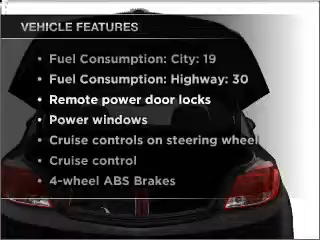 VEHICLE FEATURES
• Fuel Consumption: City: 19
• Fuel Consumption: Highway: 30
• Remote power door locks
• Power windows
• Cruise controls on steering wheel
• Cruise control
• 4-wheel ABS Brakes